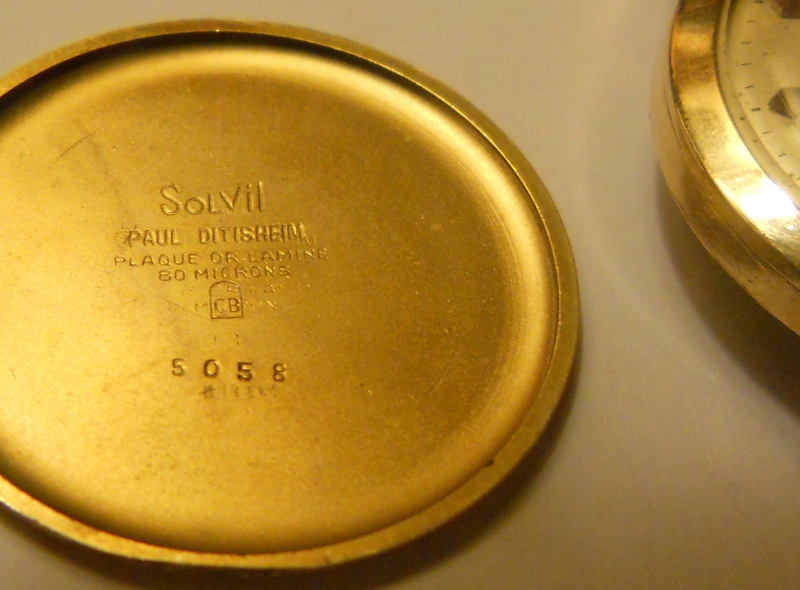 SOLVil
PAUL DITISHEIM
PLAQUE OR LAMINE
80 MICRONS
CB
5058